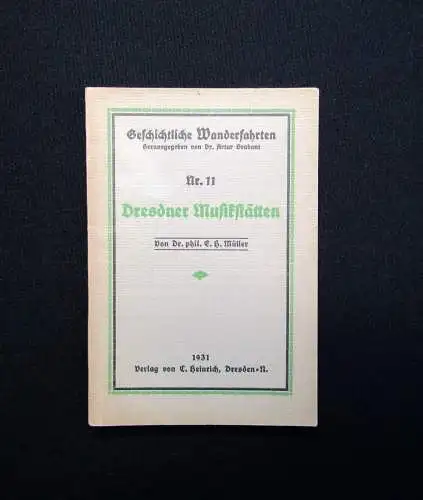 Geschichtliche Wanderfahrten
Herausgegeben von Dr. Artur Brabant
Nr. 11
Dresdner Musikstätten
Von Dr. phil. E. H. Müller
1931
Verlag von C. Heinrich, Dresden-N.